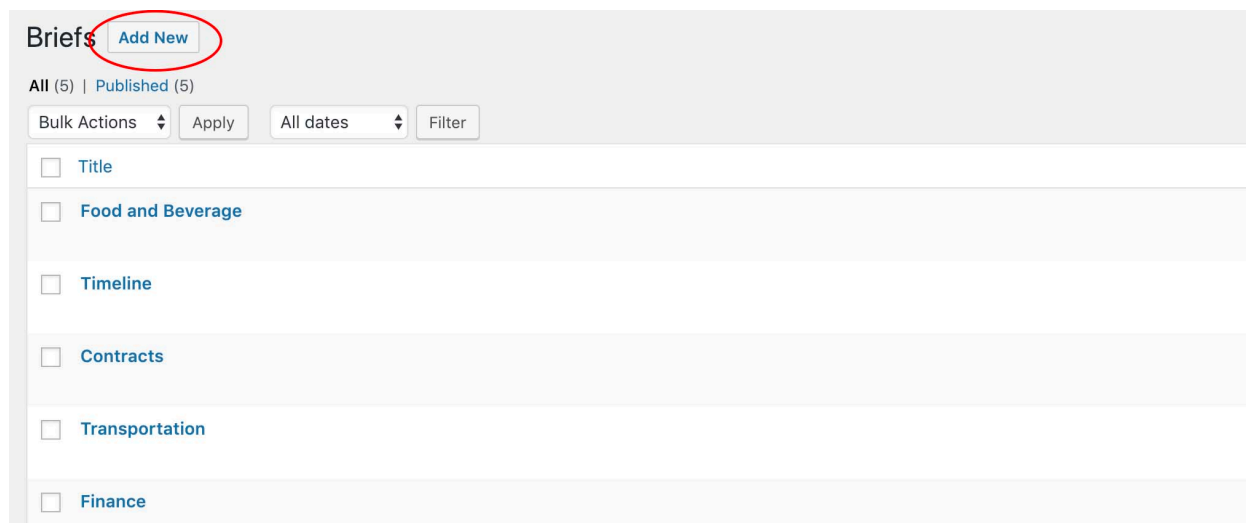 Briefs Add New
All (5) | Published (5)
Bulk Actions Apply All dates Filter
Title
Food and Beverage
Timeline
Contracts
Transportation
Finance